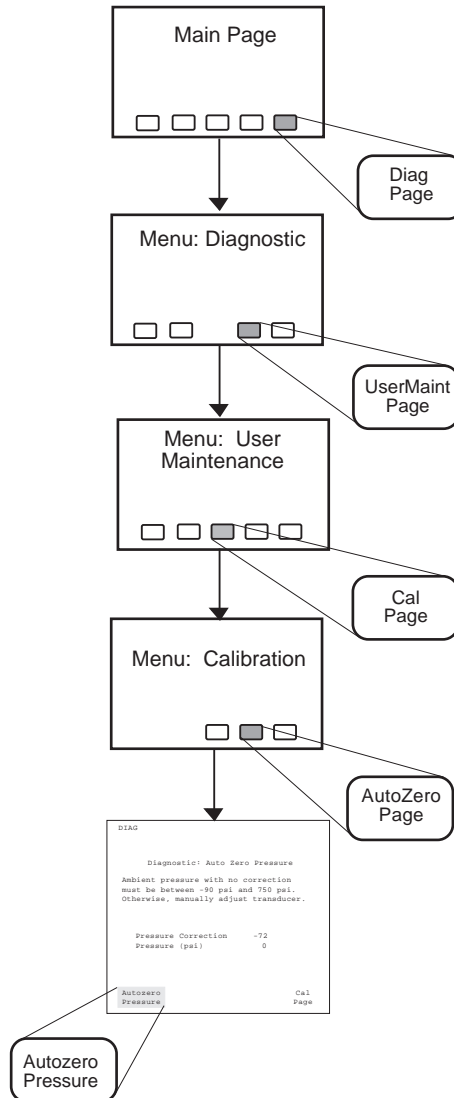 Main Page
Diag
Page
Menu: Diagnostic
UserMaint
Page
Menu: User
Maintenance
Cal
Page
Menu: Calibration
AutoZero
Page
DIAG
Diagnostic: Auto Zero Pressure
Ambient pressure with no correction
must be between -90 psi and 750 psi.
Otherwise, manually adjust transducer.
Pressure Correction -72
Pressure (psi) 0
Autozero
Pressure
Cal
Page
Autozero
Pressure